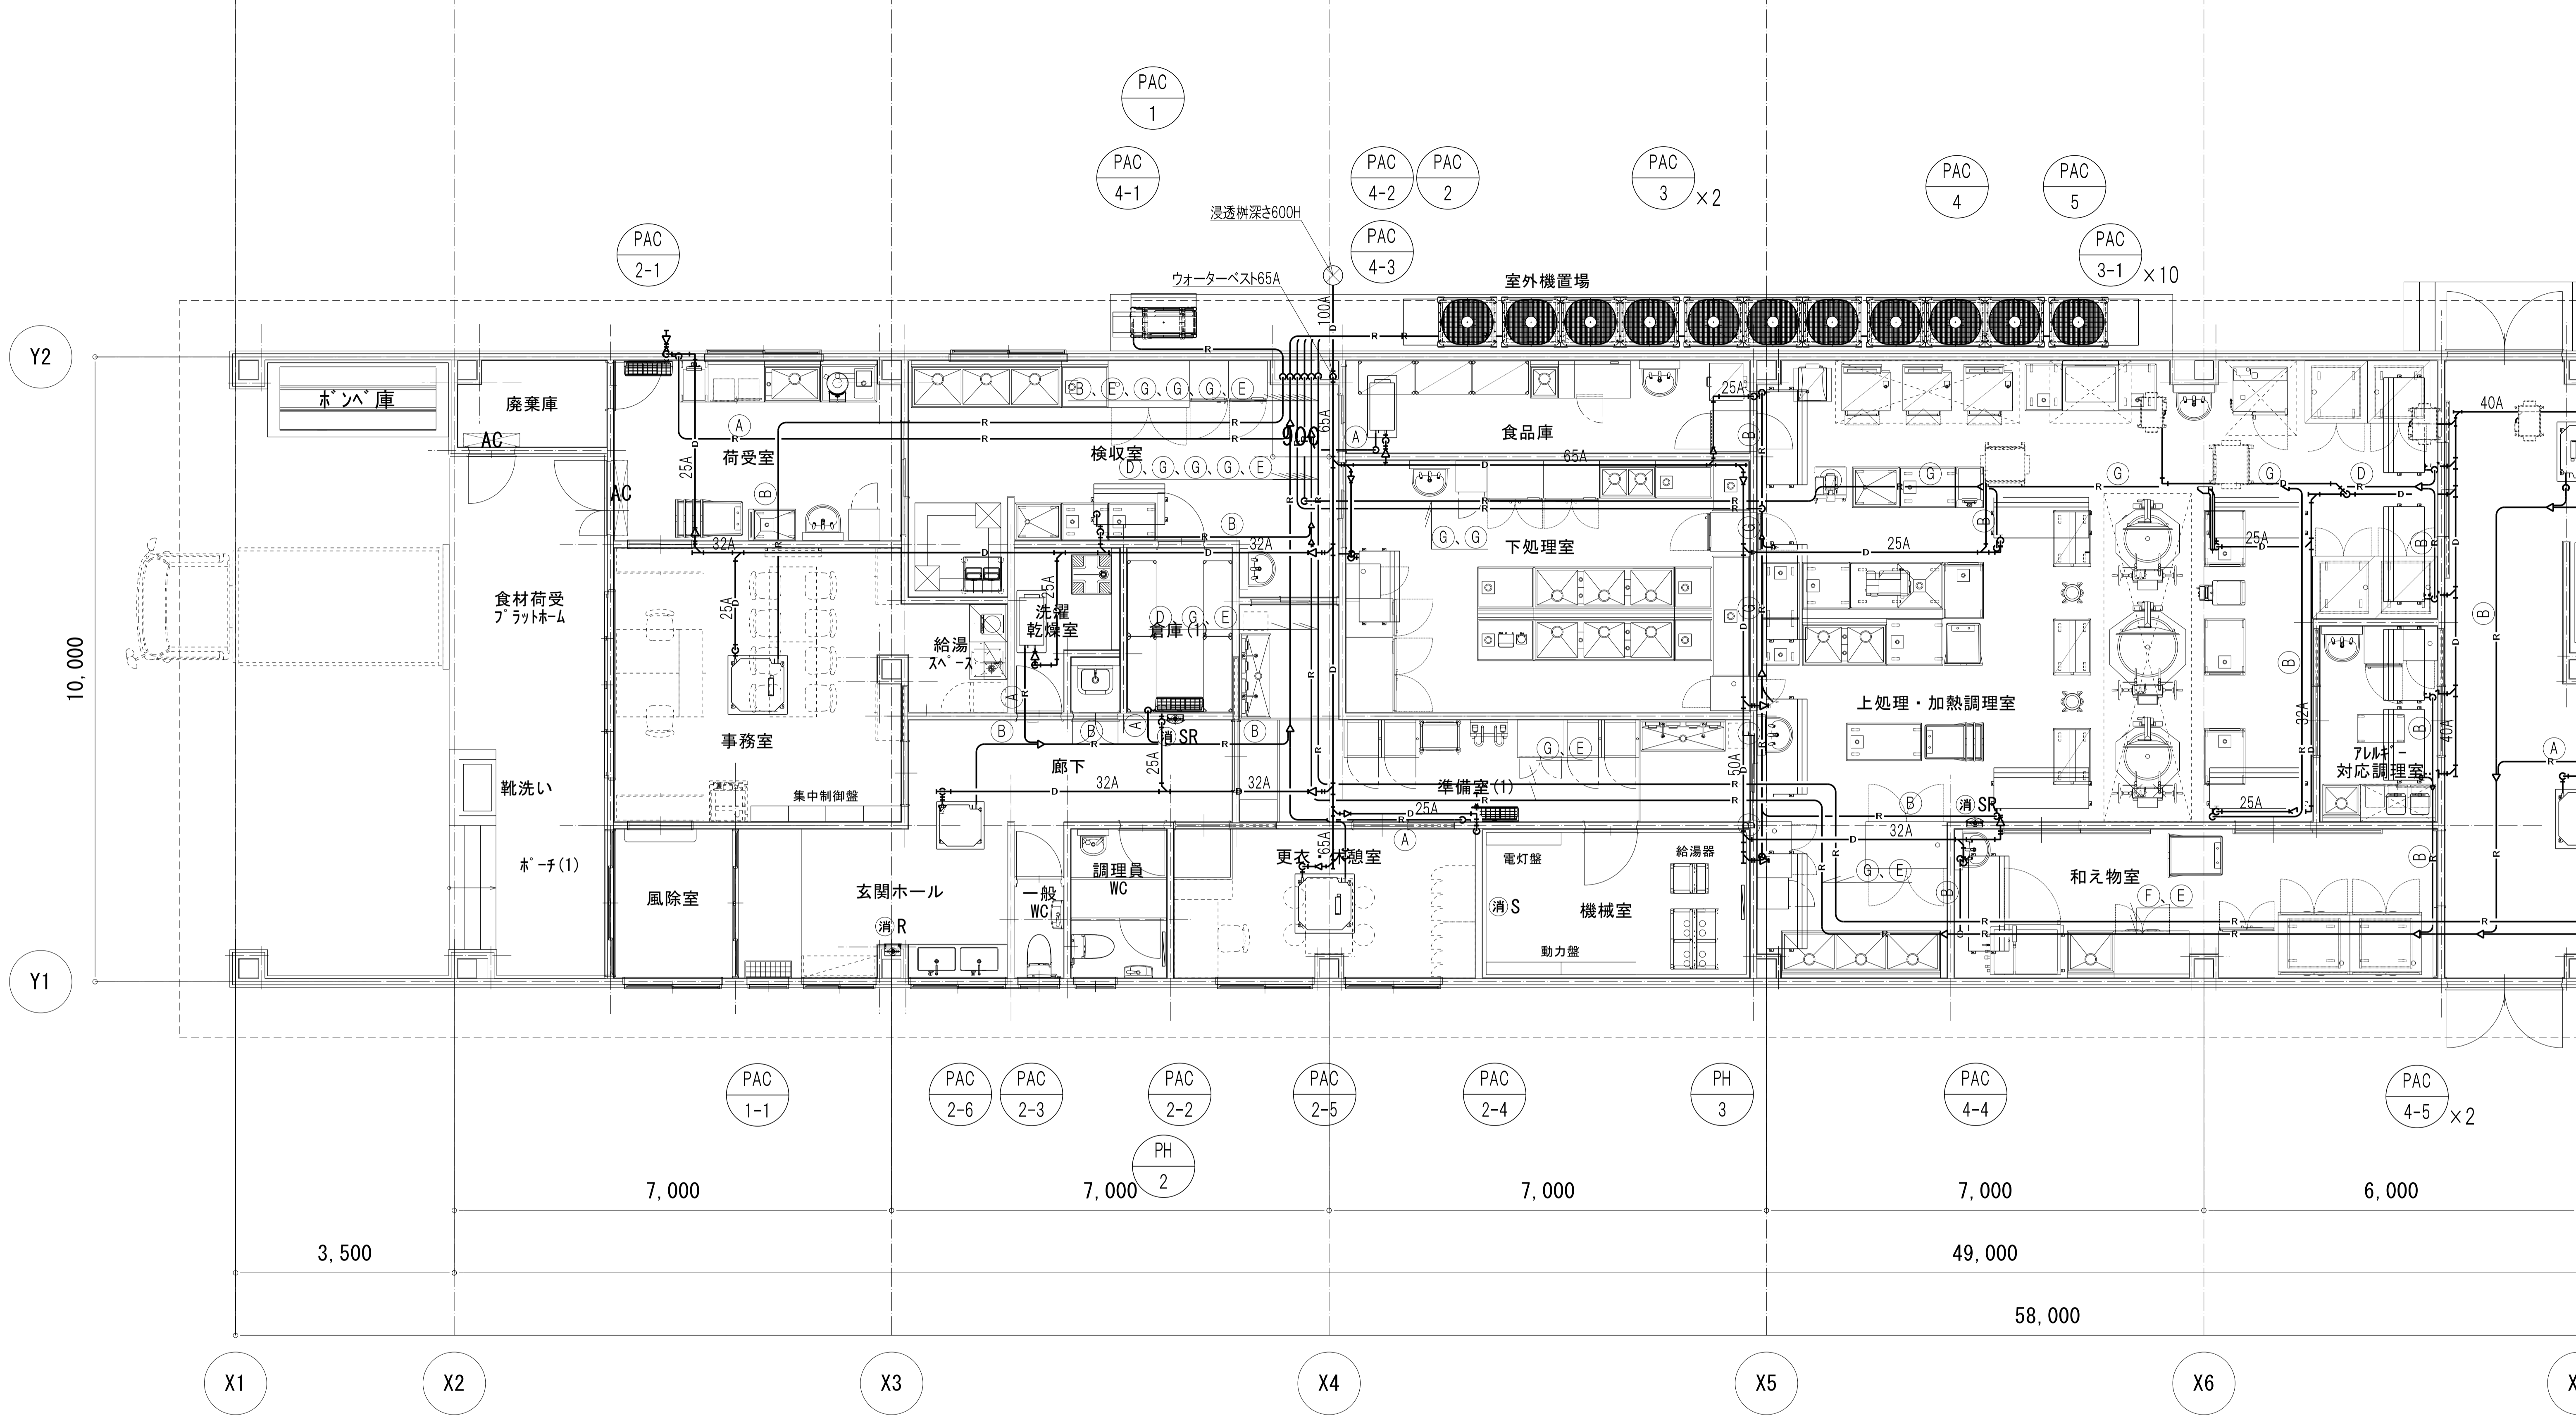 PAC
1
PAC
4-1
PAC
4-2
PAC
2
PAC
3
×2
PAC
4
PAC
5
浸透桝深さ600H
PAC
2-1
PAC
4-3
PAC
3-1
×10
ウォーターベスト65A
室外機置場
100A
Y2
R
R
R
ﾎﾞﾝﾍﾞ庫
廃棄庫
B、E、G、G、G、E
25A
40A
A
R
R
R
R
R
R
900
65A
A
食品庫
B
AC
荷受室
検収室
D、G、G、G、E
D
65A
AC
25A
B
B
G
R
G
R
G
D
R
D
32A
D
R
D
32A
G、G
下処理室
G
D
25A
25A
D
B
B
食材荷受
ﾌﾟﾗｯﾄﾎｰﾑ
25A
25A
洗濯
乾燥室
D、G、E
倉庫(1)
G
B
給湯
ｽﾍﾟｰｽ
10,000
A
B
上処理・加熱調理室
32A
40A
B
事務室
B
B
R
A
消 SR
R
B
G、E
ｱﾚﾙｷﾞｰ
対応調理室
A
R
廊下
25A
50A
靴洗い
集中制御盤
D
32A
32A
D
準備室(1)
R
R
25A
R
A
B
消 SR
R
32A
D
25A
ﾎﾟｰﾁ(1)
65A
更衣・休憩室
電灯盤
給湯器
調理員
WC
G、E
B
和え物室
B
風除室
玄関ホール
一般
WC
消 S
機械室
F、E
消 R
動力盤
R
R
R
R
R
R
Y1
PAC
1-1
PAC
2-6
PAC
2-3
PAC
2-2
PAC
2-5
PAC
2-4
PH
3
PAC
4-4
PAC
4-5
×2
PH
2
7,000
7,000
7,000
7,000
6,000
3,500
49,000
58,000
X1
X2
X3
X4
X5
X6